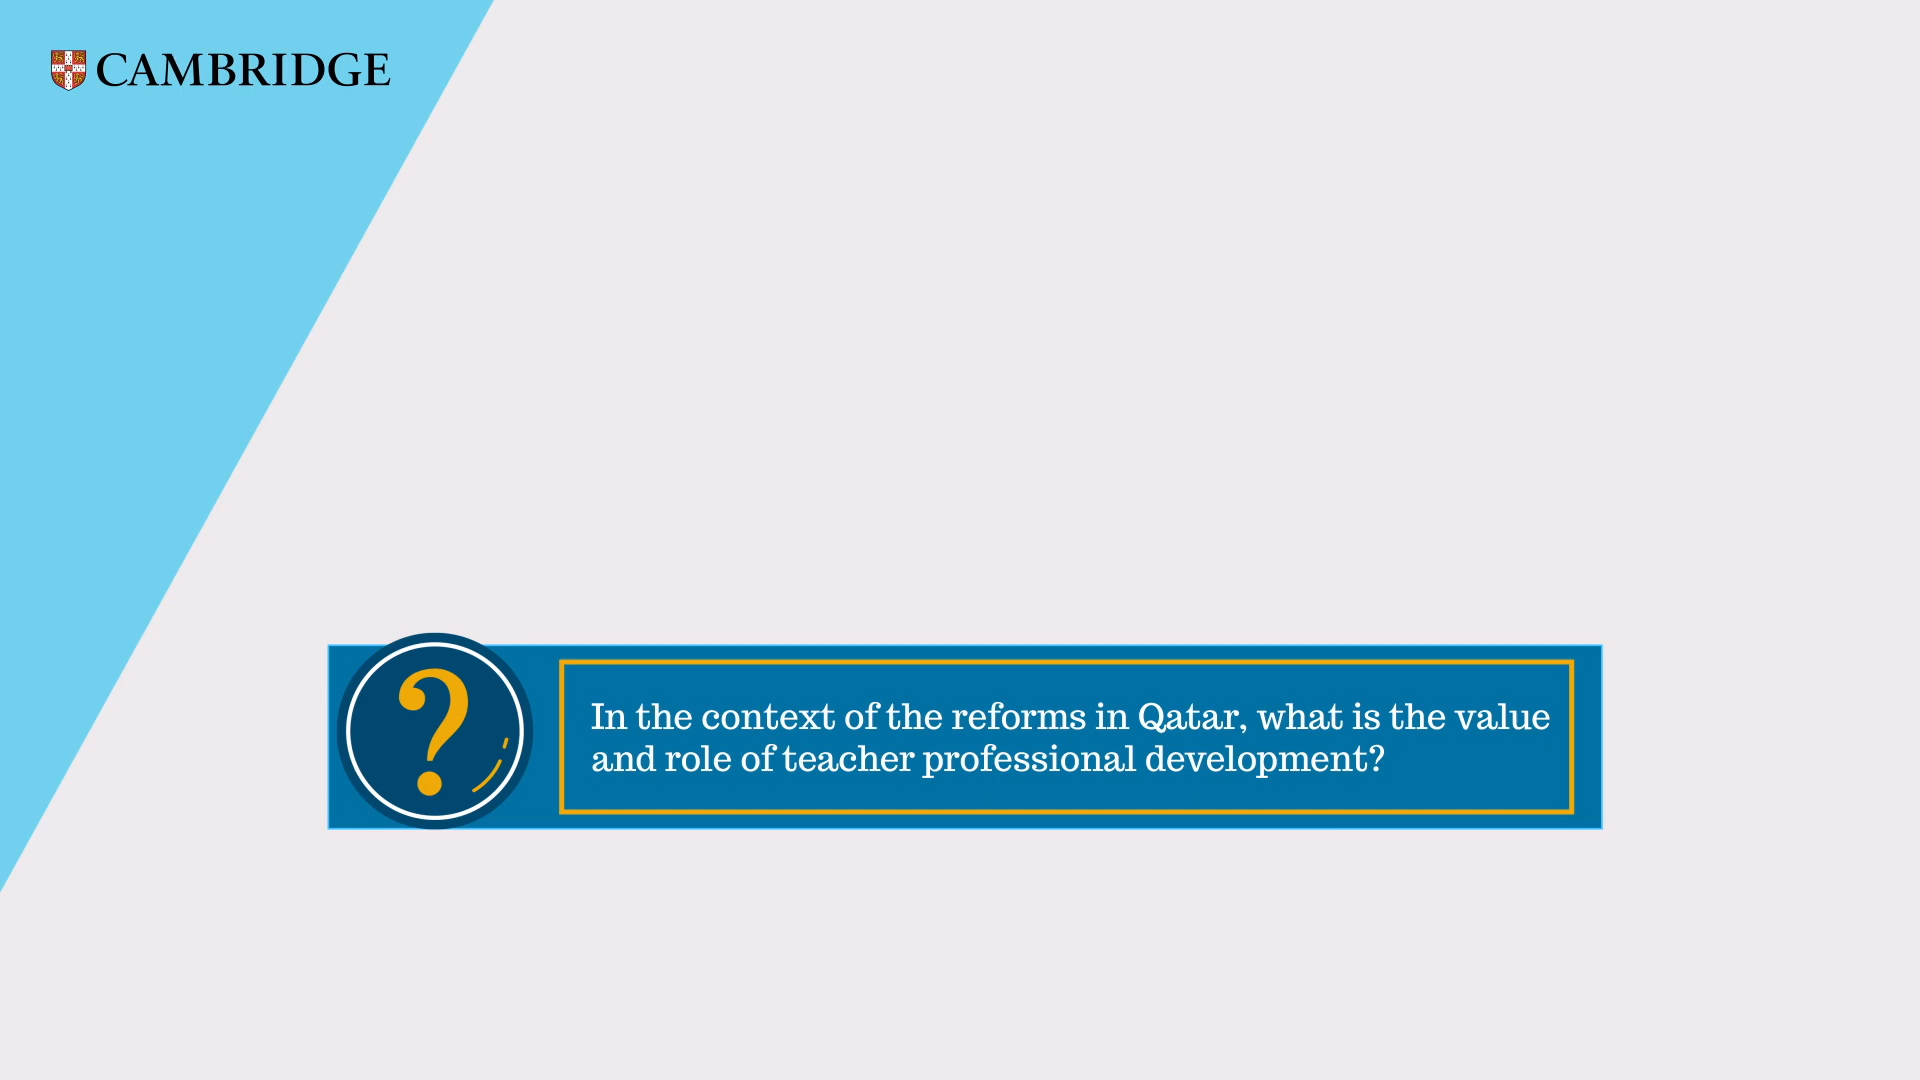 CAMBRIDGE
In the context of the reforms in Qatar, what is the value
and role of teacher professional development?